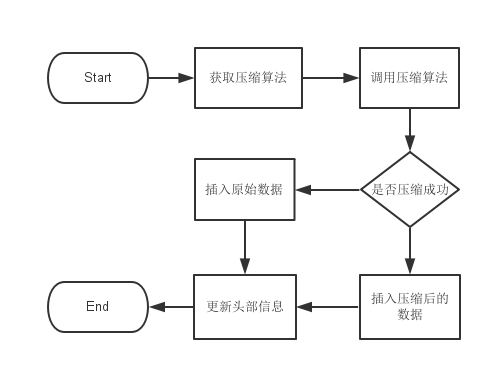 Start
获取压缩算法
调用压缩算法
插入原始数据
是否压缩成功
End
更新头部信息
插入压缩后的
数据